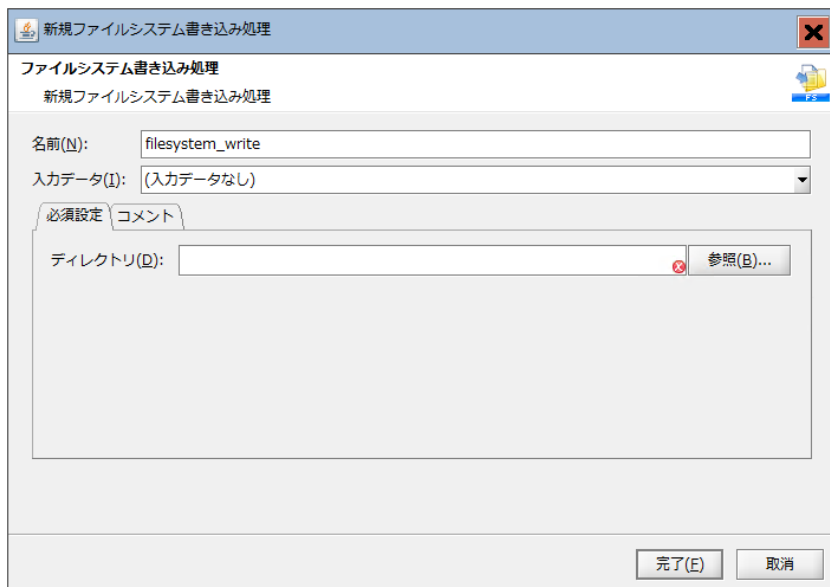 新規ファイルシステム書き込み処理
ファイルシステム書き込み処理
新規ファイルシステム書き込み処理
FS
名前(N): filesystem_write
入力データ(I): (入力データなし)
必須設定 コメント
ディレクトリ(D): 参照(B)...
完了(F) 取消